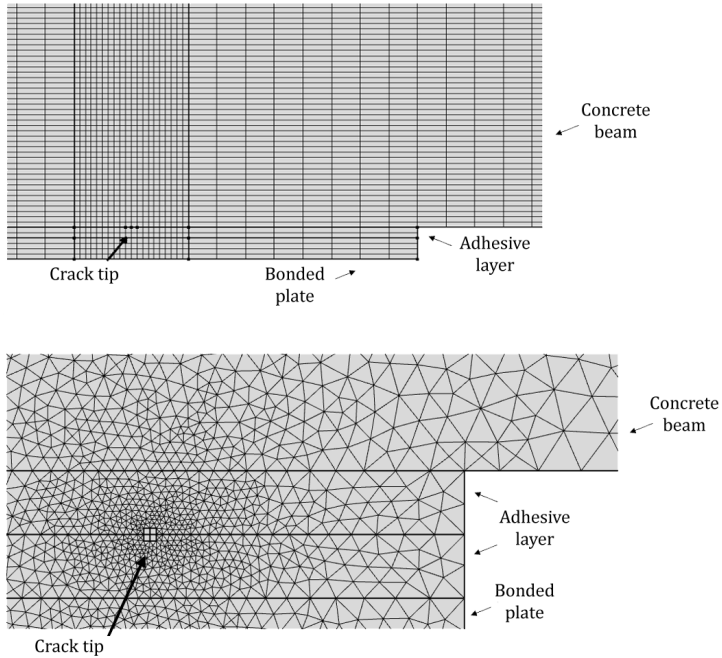 Concrete
beam
Adhesive
layer
Crack tip
Bonded
plate
Concrete
beam
Adhesive
layer
Bonded
plate
Crack tip